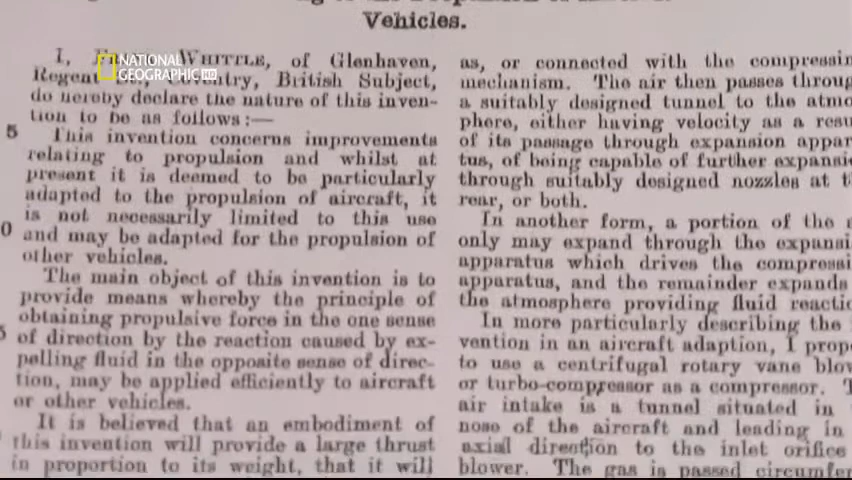 Vehicles.
NATIONAL
GEOGRAPHIC HD
I, WHITTLE, of Glenhaven,
Regent British Subject,
do hereby declare the nature of this inven-
tion to be as follows:—
5
This invention concerns improvements
relating to propulsion and whilst at
present it is deemed to be particularly
adapted to the propulsion of aircraft, it
is not necessarily limited to this use
0 and may be adapted for the propulsion of
other vehicles.
The main object of this invention is to
provide means whereby the principle of
obtaining propulsive force in the one sense
5 of direction by the reaction caused by ex-
pelling fluid in the opposite sense of direc-
tion, may be applied efficiently to aircraft
or other vehicles.
It is believed that an embodiment of
this invention will provide a large thrust
in proportion to its weight, that it will
as, or connected with the compressin
mechanism. The air then passes throug
a suitably designed tunnel to the atmo
phere, either having velocity as a resu
of its passage through expansion appar
tus, of being capable of further expansi
through suitably designed nozzles at t
rear, or both.
In another form, a portion of the a
only may expand through the expansi
apparatus which drives the compressi
apparatus, and the remainder expands
the atmosphere providing fluid reactio
In more particularly describing the
vention in an aircraft adaption, I propo
to use a centrifugal rotary vane blow
or turbo-compressor as a compressor. T
air intake is a tunnel situated in
nose of the aircraft and leading in
axial direction to the inlet orifice
blower. The gas is passed circumfer